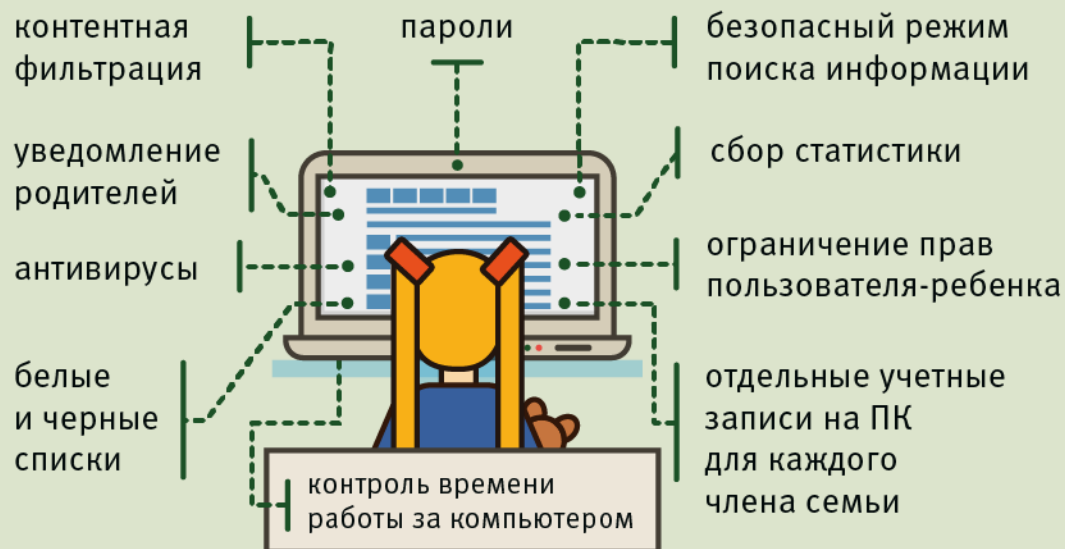 контентная
фильтрация
пароли
безопасный режим
поиска информации
уведомление
родителей
сбор статистики
антивирусы
ограничение прав
пользователя-ребенка
белые
и черные
списки
отдельные учетные
записи на ПК
для каждого
члена семьи
контроль времени
работы за компьютером